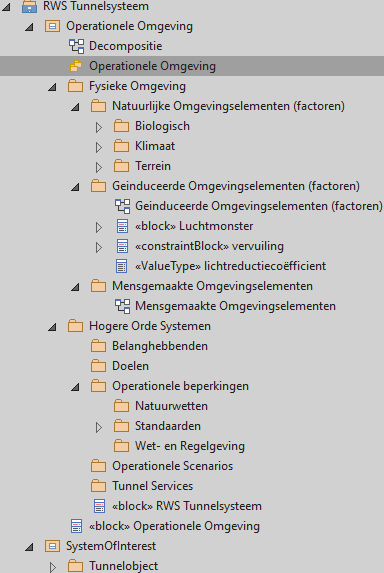 RWS Tunnelsysteem
Operationele Omgeving
Decompositie
Operationele Omgeving
Fysieke Omgeving
Natuurlijke Omgevingselementen (factoren)
Biologisch
Klimaat
Terrein
Geinduceerde Omgevingselementen (factoren)
Geinduceerde Omgevingselementen (factoren)
«block» Luchtmonster
«constraintBlock» vervuiling
«ValueType» lichtreductiecoëfficient
Mensgemaakte Omgevingselementen
Mensgemaakte Omgevingselementen
Hogere Orde Systemen
Belanghebbenden
Doelen
Operationele beperkingen
Natuurwetten
Standaarden
Wet- en Regelgeving
Operationele Scenarios
Tunnel Services
«block» RWS Tunnelsysteem
«block» Operationele Omgeving
SystemOfInterest
Tunnelobject